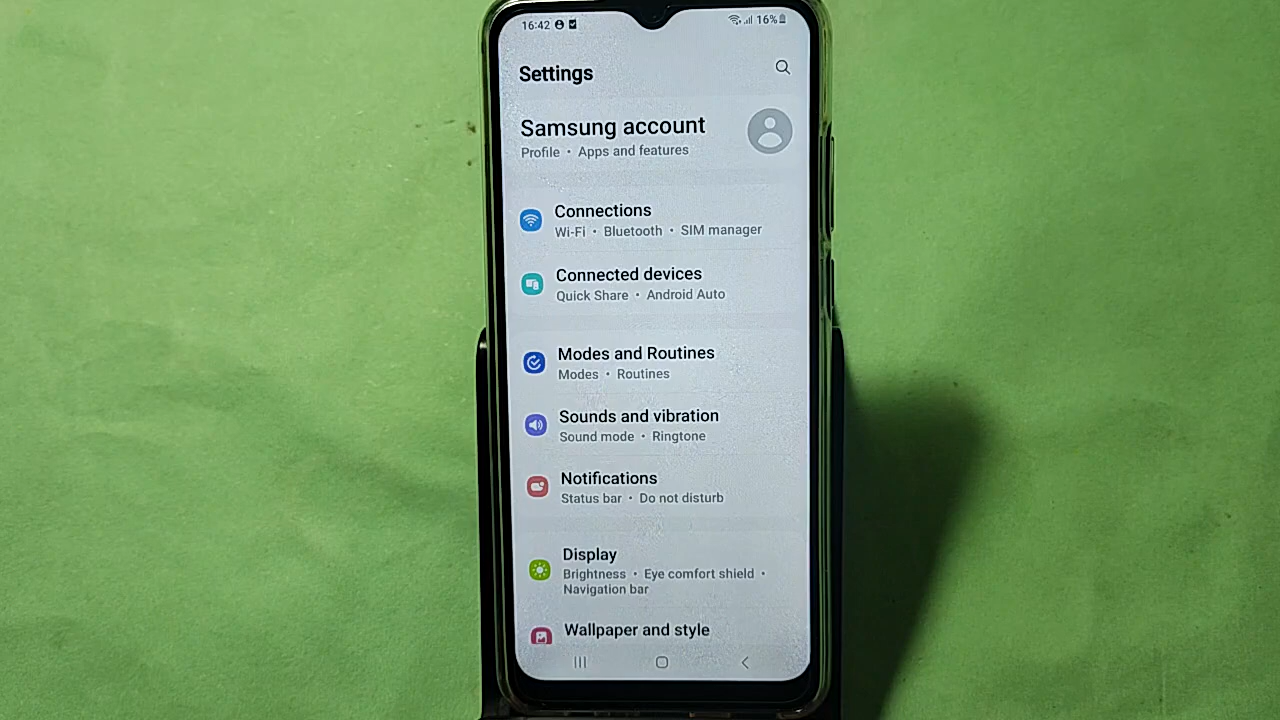 16:42 16%
Settings
Samsung account
Profile • Apps and features
Connections
Wi-Fi • Bluetooth • SIM manager
Connected devices
Quick Share • Android Auto
Modes and Routines
Modes • Routines
Sounds and vibration
Sound mode • Ringtone
Notifications
Status bar • Do not disturb
Display
Brightness • Eye comfort shield •
Navigation bar
Wallpaper and style